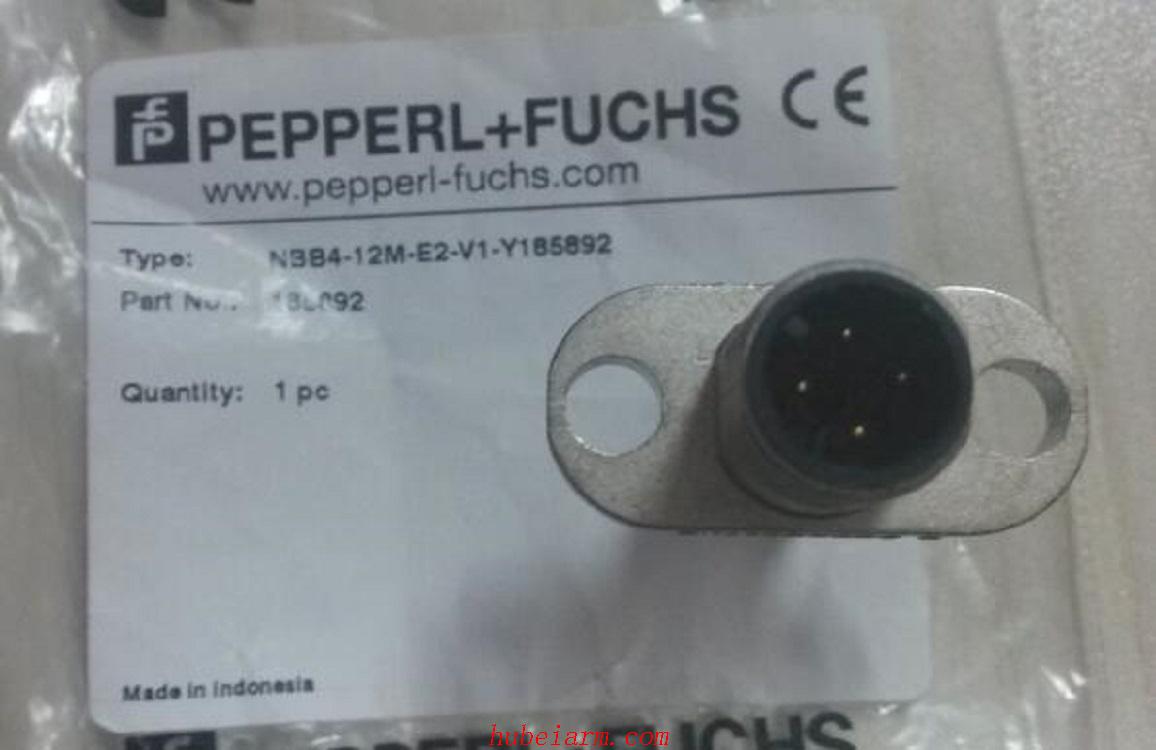 PEPPERL+FUCHS CE
www.pepperl-fuchs.com
Type: NBB4-12M-E2-V1-Y185892
Part No.:
Quantity: 1 pc
Made in Indonesia
PEPPERL+FUCHS
hubeiarm.com